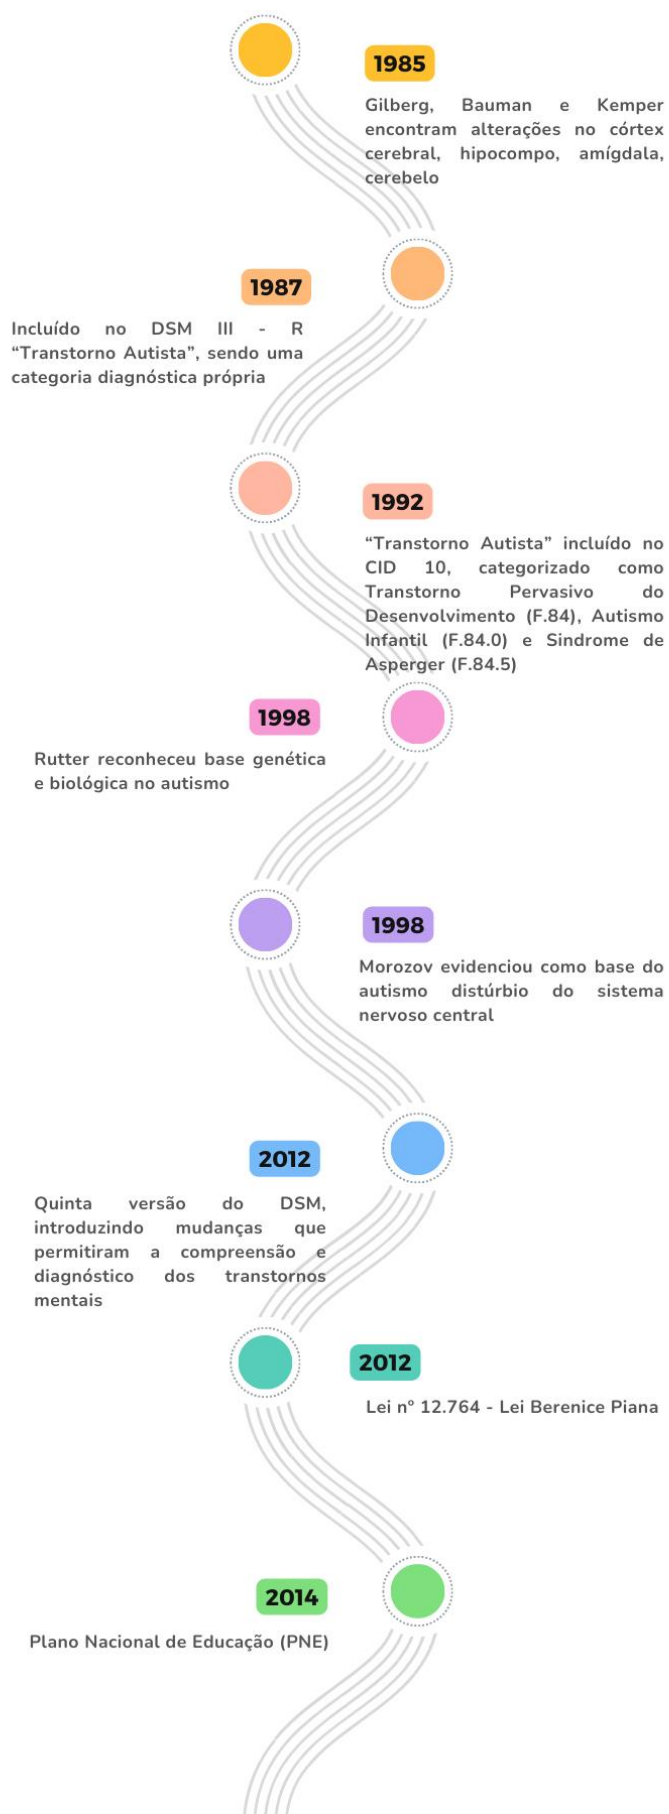 1985
Gilberg, Bauman e Kemper
encontram alterações no córtex
cerebral, hipocompo, amígdala,
cerebelo
1987
Incluído no DSM III - R
“Transtorno Autista”, sendo uma
categoria diagnóstica própria
1992
“Transtorno Autista” incluído no
CID 10, categorizado como
Transtorno Pervasivo do
Desenvolvimento (F.84), Autismo
Infantil (F.84.0) e Sindrome de
Asperger (F.84.5)
1998
Rutter reconheceu base genética
e biológica no autismo
1998
Morozov evidenciou como base do
autismo distúrbio do sistema
nervoso central
2012
Quinta versão do DSM,
introduzindo mudanças que
permitiram a compreensão e
diagnóstico dos transtornos
mentais
2012
Lei nº 12.764 - Lei Berenice Piana
2014
Plano Nacional de Educação (PNE)